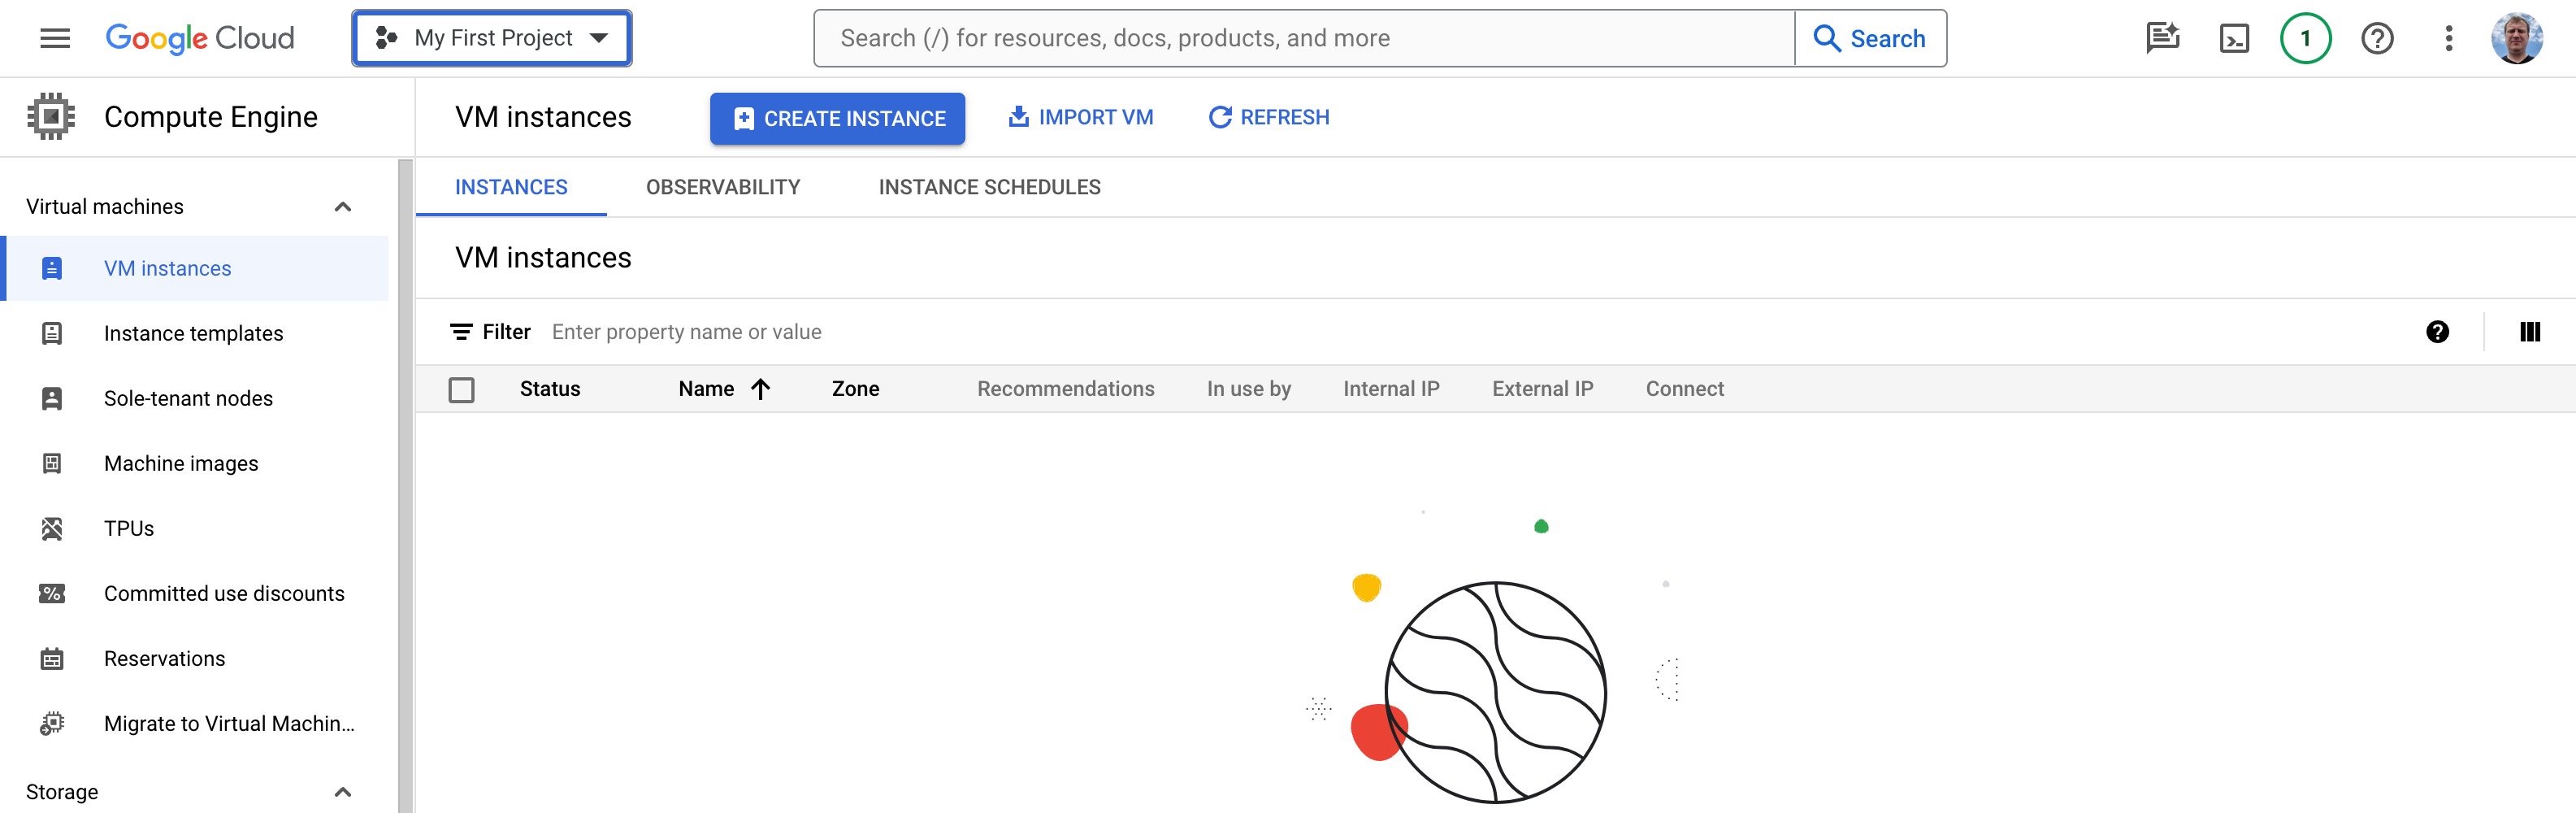 Google Cloud
My First Project
Search (/) for resources, docs, products, and more
Search
1
Compute Engine
VM instances
CREATE INSTANCE
IMPORT VM
REFRESH
Virtual machines
VM instances
Instance templates
Sole-tenant nodes
Machine images
TPUs
Committed use discounts
Reservations
Migrate to Virtual Machin...
Storage
INSTANCES
OBSERVABILITY
INSTANCE SCHEDULES
VM instances
Filter
Enter property name or value
Status
Name
Zone
Recommendations
In use by
Internal IP
External IP
Connect